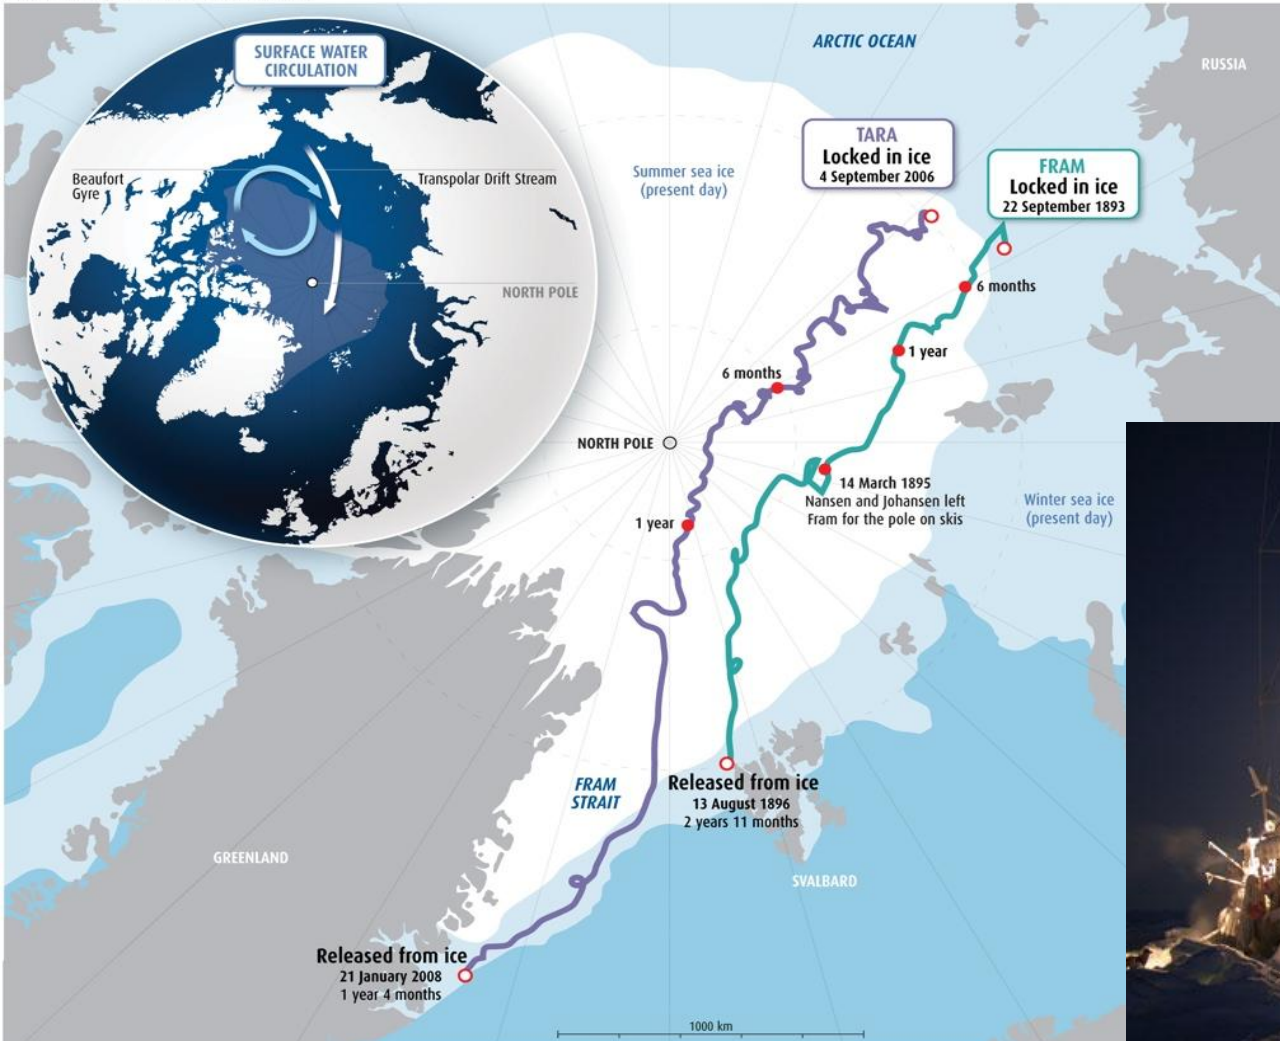 SURFACE WATER
CIRCULATION
Beaufort
Gyre
Transpolar Drift Stream
NORTH POLE
ARCTIC OCEAN
RUSSIA
Summer sea ice
(present day)
TARA
Locked in ice
4 September 2006
FRAM
Locked in ice
22 September 1893
6 months
1 year
6 months
NORTH POLE
14 March 1895
Nansen and Johansen left
Fram for the pole on skis
Winter sea ice
(present day)
1 year
FRAM
STRAIT
Released from ice
13 August 1896
2 years 11 months
GREENLAND
SVALBARD
Released from ice
21 January 2008
1 year 4 months
1000 km